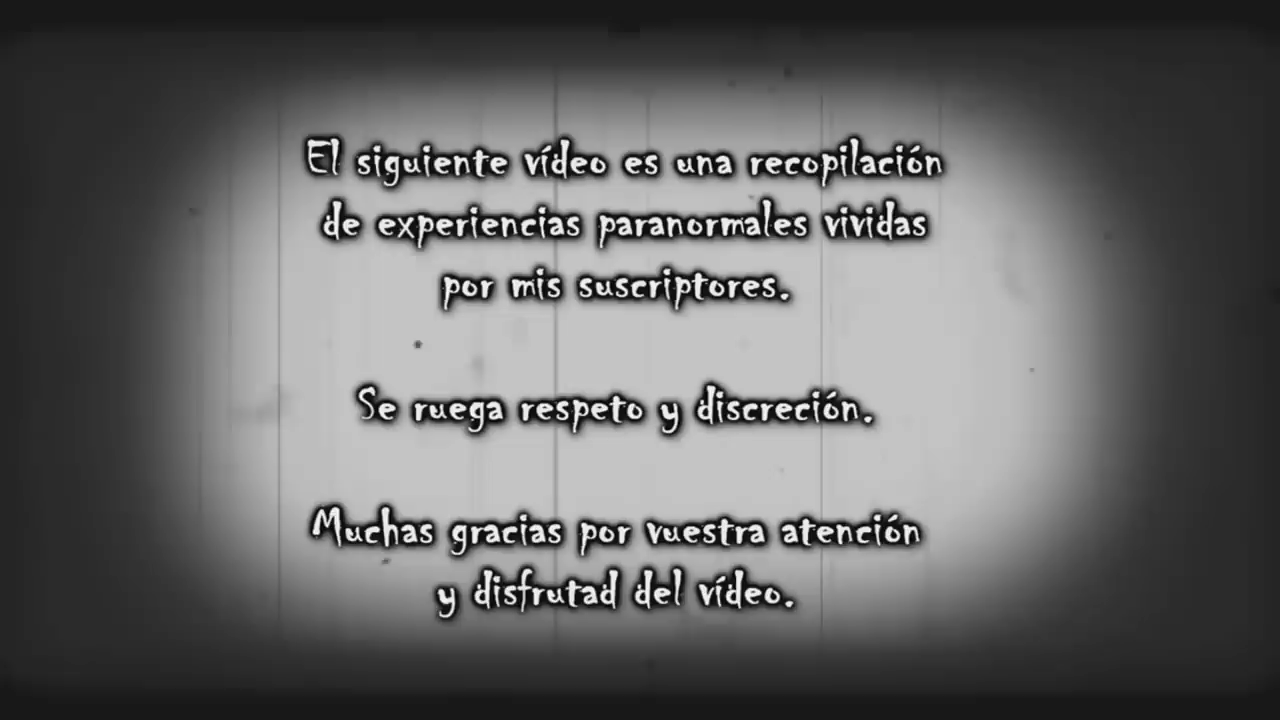 El siguiente vídeo es una recopilación
de experiencias paranormales vividas
por mis suscriptores.
Se ruega respeto y discreción.
Muchas gracias por vuestra atención
y disfrutad del vídeo.